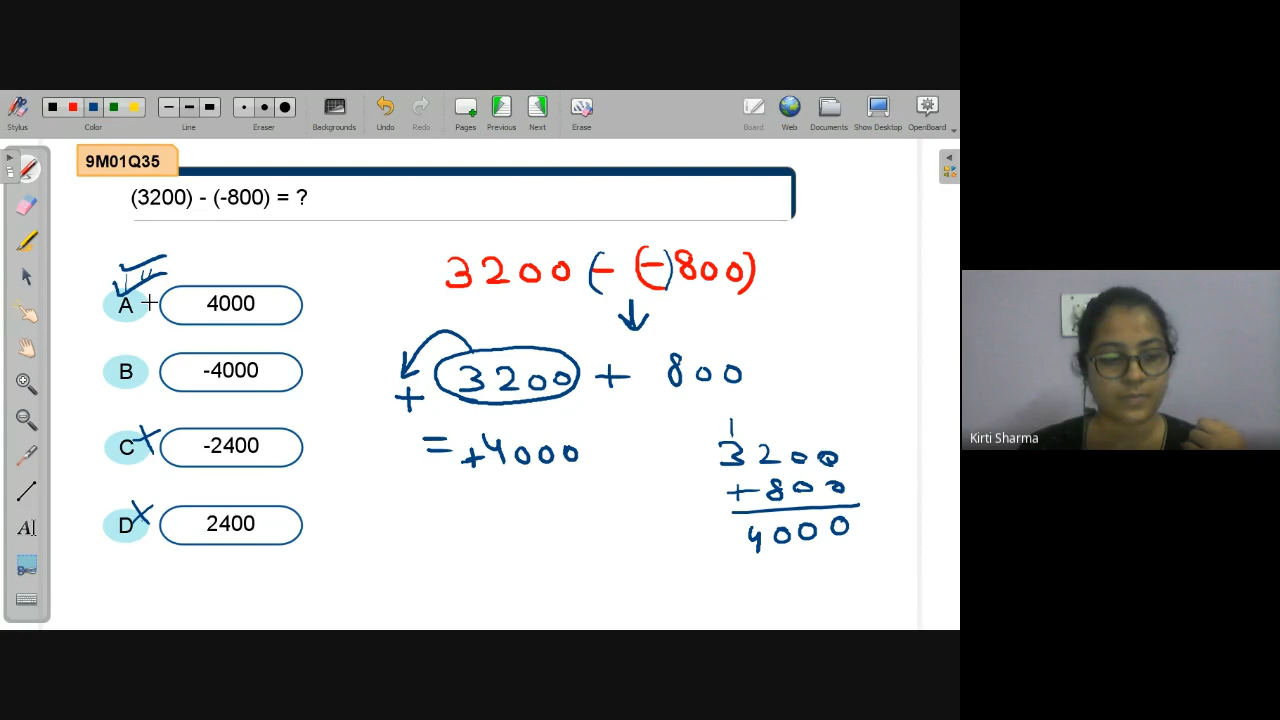 Stylus Color Line Eraser Backgrounds Undo Redo Pages Previous Next Erase Board Web Documents Show Desktop OpenBoard
9M01Q35
(3200) - (-800) = ?
3200 (- (-)800)
A 4000
B -4000
C -2400
D 2400
3200 + 800
+
= +4000
1
3200
+800
4000
Kirti Sharma